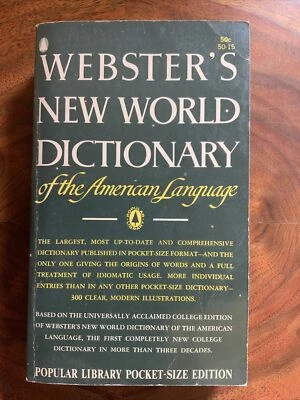 50c
50-15
WEBSTER'S
NEW WORLD
DICTIONARY
of the American Language
THE LARGEST, MOST UP-TO-DATE AND COMPREHENSIVE
DICTIONARY PUBLISHED IN POCKET-SIZE FORMAT—AND THE
ONLY ONE GIVING THE ORIGINS OF WORDS AND A FULL
TREATMENT OF IDIOMATIC USAGE. MORE INDIVIDUAL
ENTRIES THAN IN ANY OTHER POCKET-SIZE DICTIONARY—
300 CLEAR, MODERN ILLUSTRATIONS.
BASED ON THE UNIVERSALLY ACCLAIMED COLLEGE EDITION
OF WEBSTER'S NEW WORLD DICTIONARY OF THE AMERICAN
LANGUAGE, THE FIRST COMPLETELY NEW COLLEGE
DICTIONARY IN MORE THAN THREE DECADES.
POPULAR LIBRARY POCKET-SIZE EDITION